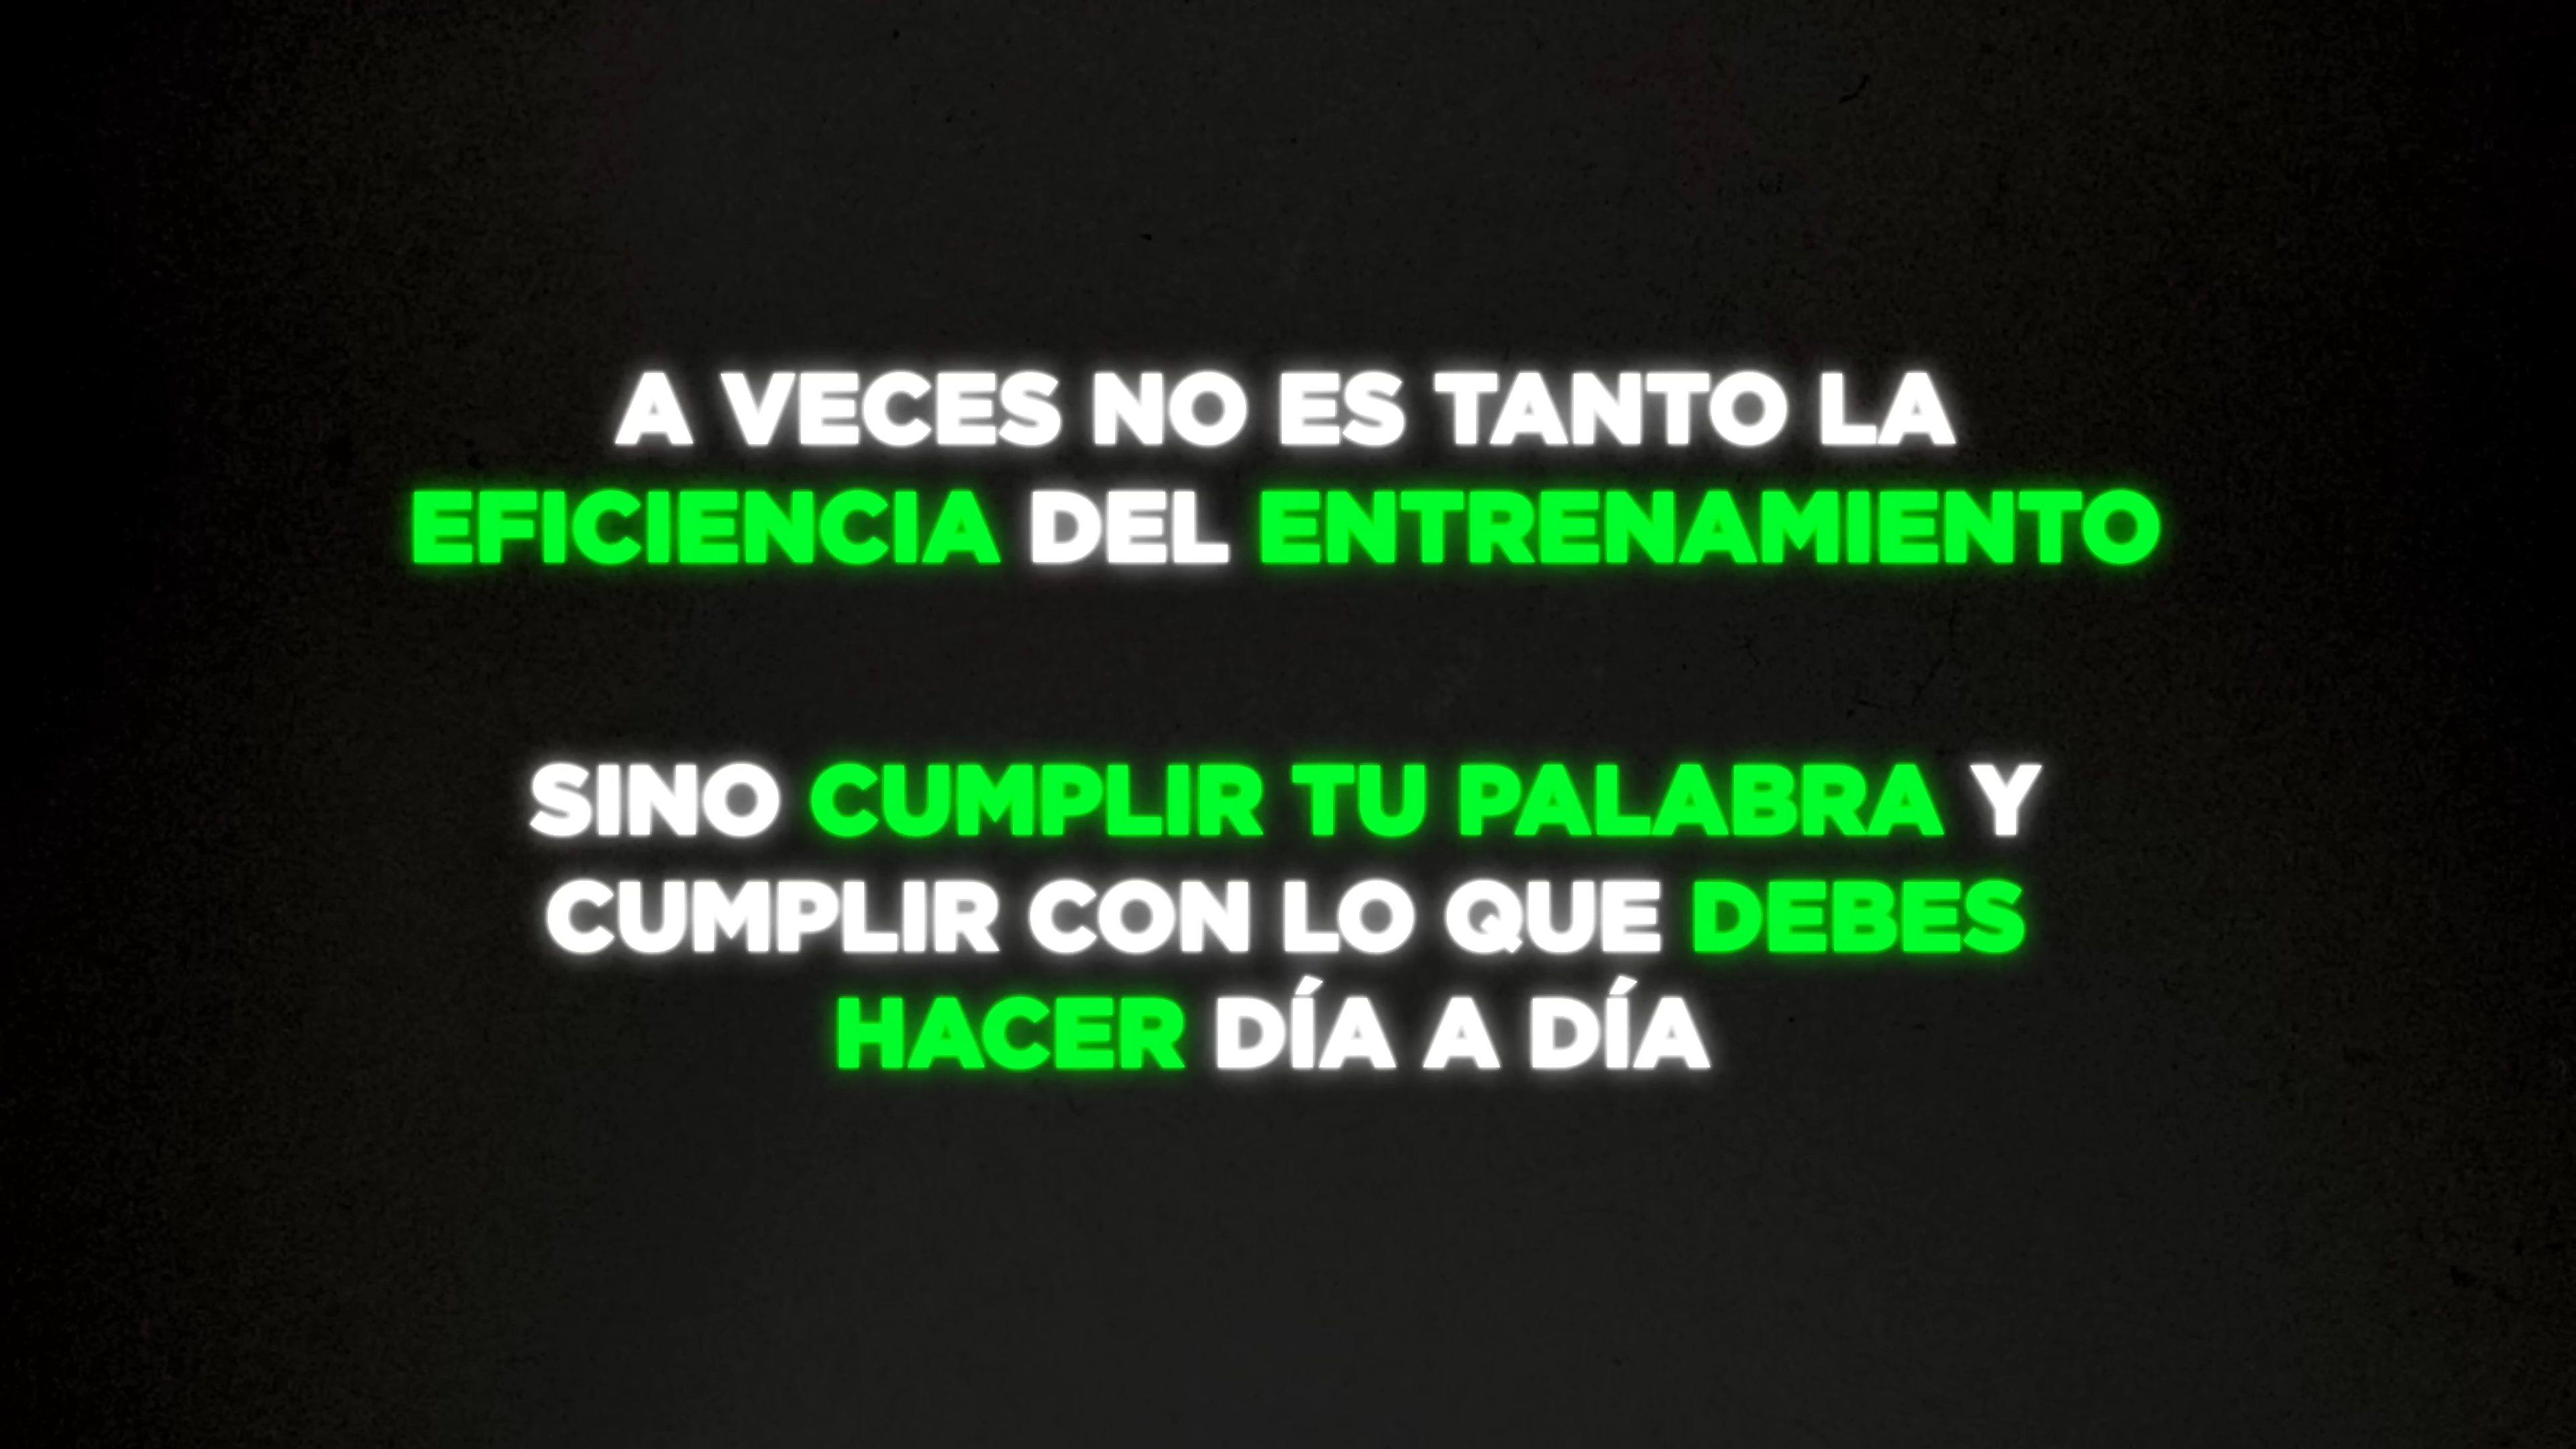 A VECES NO ES TANTO LA
EFICIENCIA DEL ENTRENAMIENTO
SINO CUMPLIR TU PALABRA Y
CUMPLIR CON LO QUE DEBES
HACER DÍA A DÍA